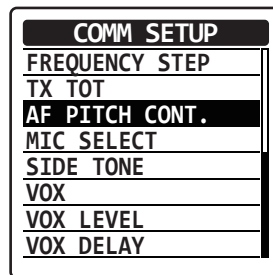 COMM SETUP
FREQUENCY STEP
TX TOT
AF PITCH CONT.
MIC SELECT
SIDE TONE
VOX
VOX LEVEL
VOX DELAY